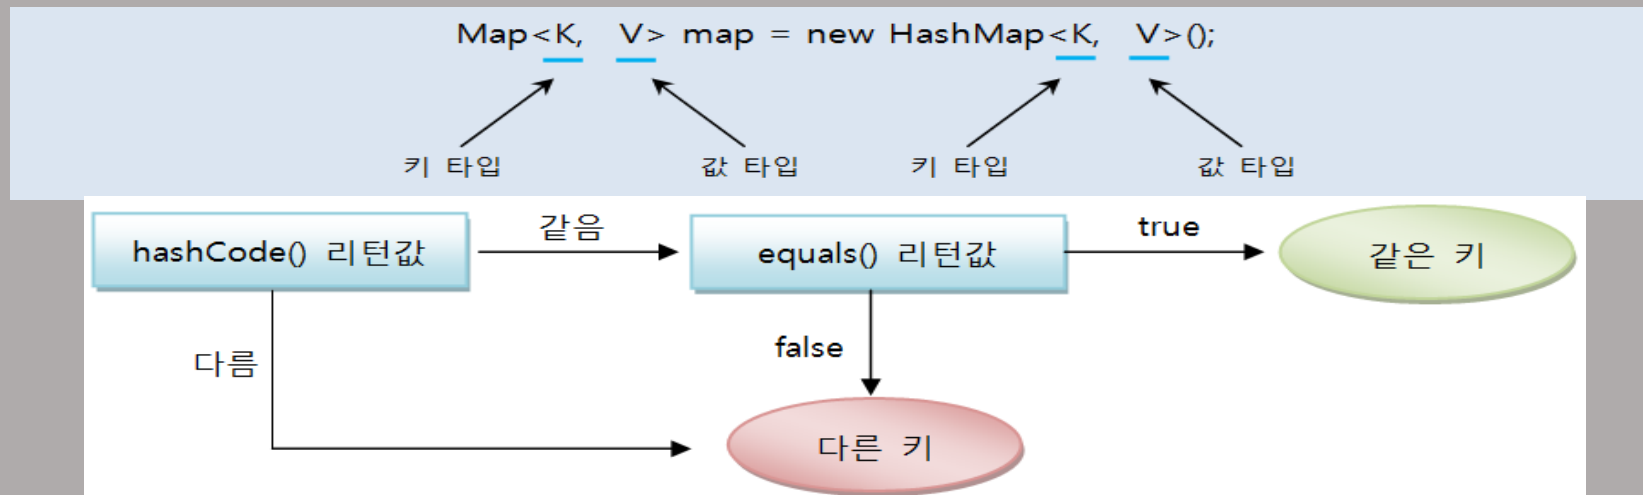 Map<K, V> map = new HashMap<K, V>();
키 타입 값 타입 키 타입 값 타입
hashCode() 리턴값 같음 equals() 리턴값 true 같은 키
다름 false
다른 키